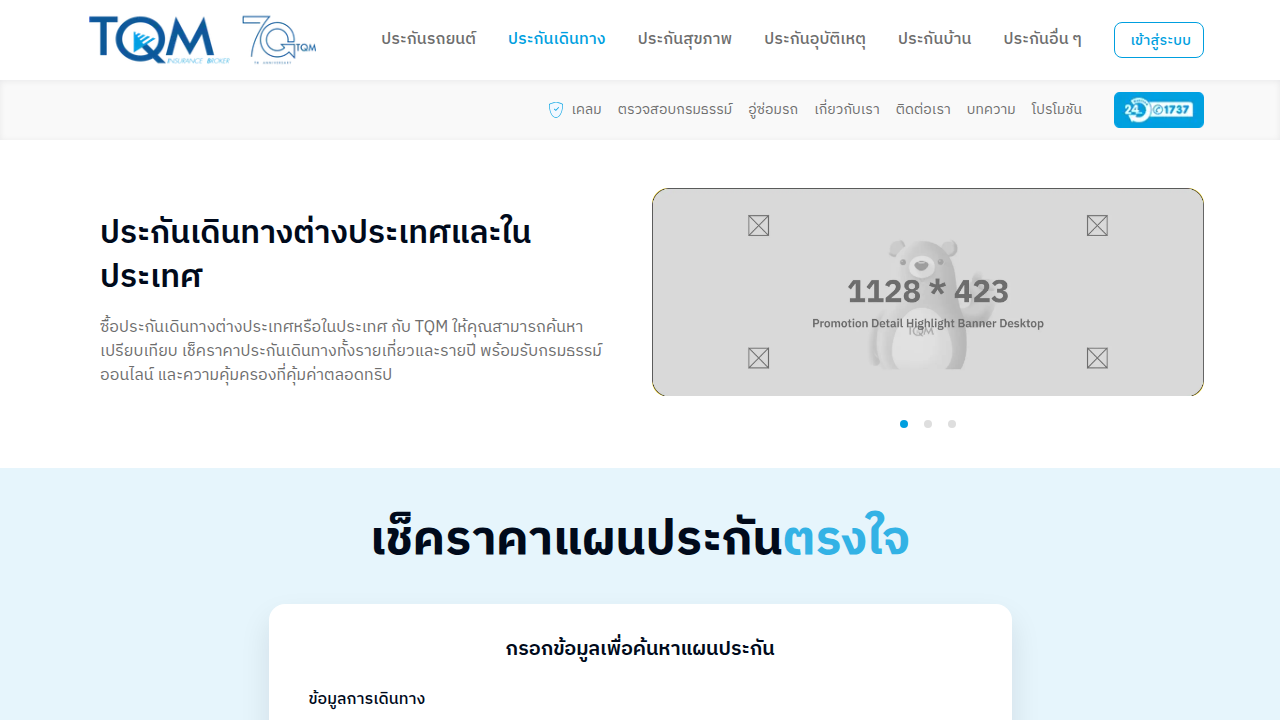 TQM
INSURANCE BROKER
70 TQM
ประกันรถยนต์
ประกันเดินทาง
ประกันสุขภาพ
ประกันอุบัติเหตุ
ประกันบ้าน
ประกันอื่น ๆ
เข้าสู่ระบบ
เคลม
ตรวจสอบกรมธรรม์
อู่ซ่อมรถ
เกี่ยวกับเรา
ติดต่อเรา
บทความ
โปรโมชัน
24 1737
ประกันเดินทางต่างประเทศและใน
ประเทศ
ซื้อประกันเดินทางต่างประเทศหรือในประเทศ กับ TQM ให้คุณสามารถค้นหา
เปรียบเทียบ เช็คราคาประกันเดินทางทั้งรายเที่ยวและรายปี พร้อมรับกรมธรรม์
ออนไลน์ และความคุ้มครองที่คุ้มค่าตลอดทริป
1128 * 423
Promotion Detail Highlight Banner Desktop
TQM
เช็คราคาแผนประกันตรงใจ
กรอกข้อมูลเพื่อค้นหาแผนประกัน
ข้อมูลการเดินทาง